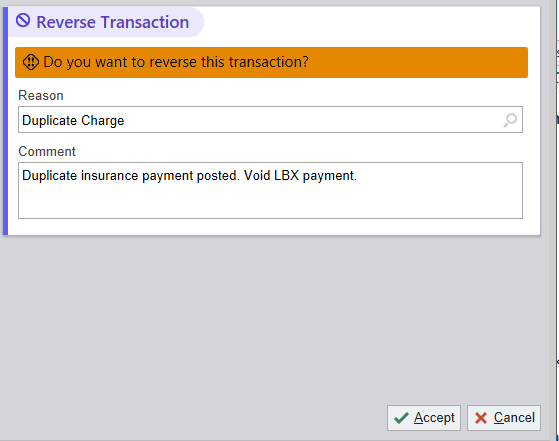 Reverse Transaction
Do you want to reverse this transaction?
Reason
Duplicate Charge
Comment
Duplicate insurance payment posted. Void LBX payment.
Accept
Cancel